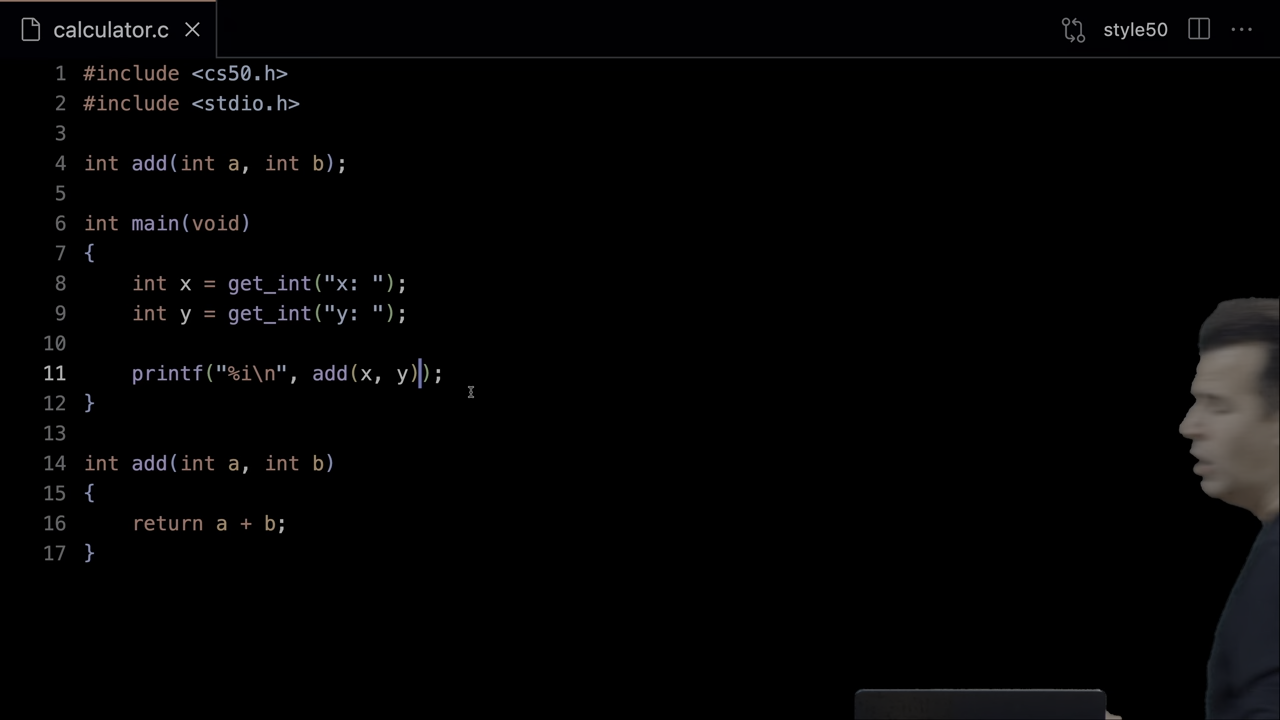 calculator.c
style50
1 #include <cs50.h>
2 #include <stdio.h>
3
4 int add(int a, int b);
5
6 int main(void)
7 {
8     int x = get_int("x: ");
9     int y = get_int("y: ");
10
11     printf("%i\n", add(x, y));
12 }
13
14 int add(int a, int b)
15 {
16     return a + b;
17 }